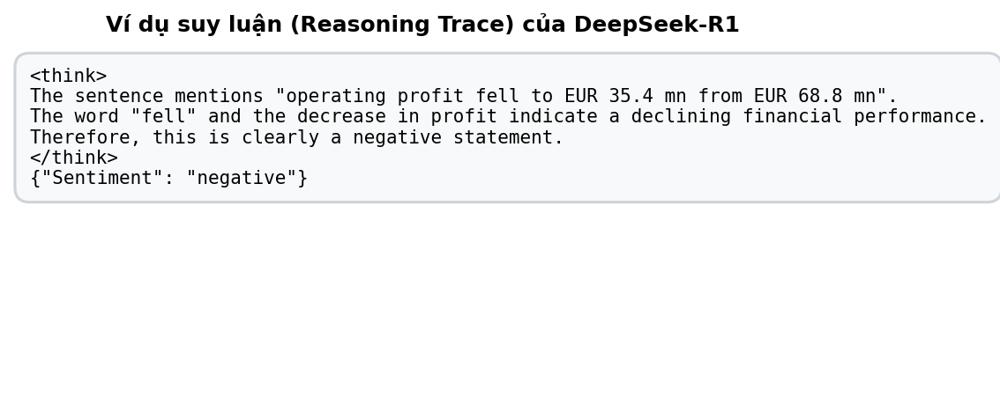 Ví dụ suy luận (Reasoning Trace) của DeepSeek-R1
<think>
The sentence mentions "operating profit fell to EUR 35.4 mn from EUR 68.8 mn".
The word "fell" and the decrease in profit indicate a declining financial performance.
Therefore, this is clearly a negative statement.
</think>
{"Sentiment": "negative"}